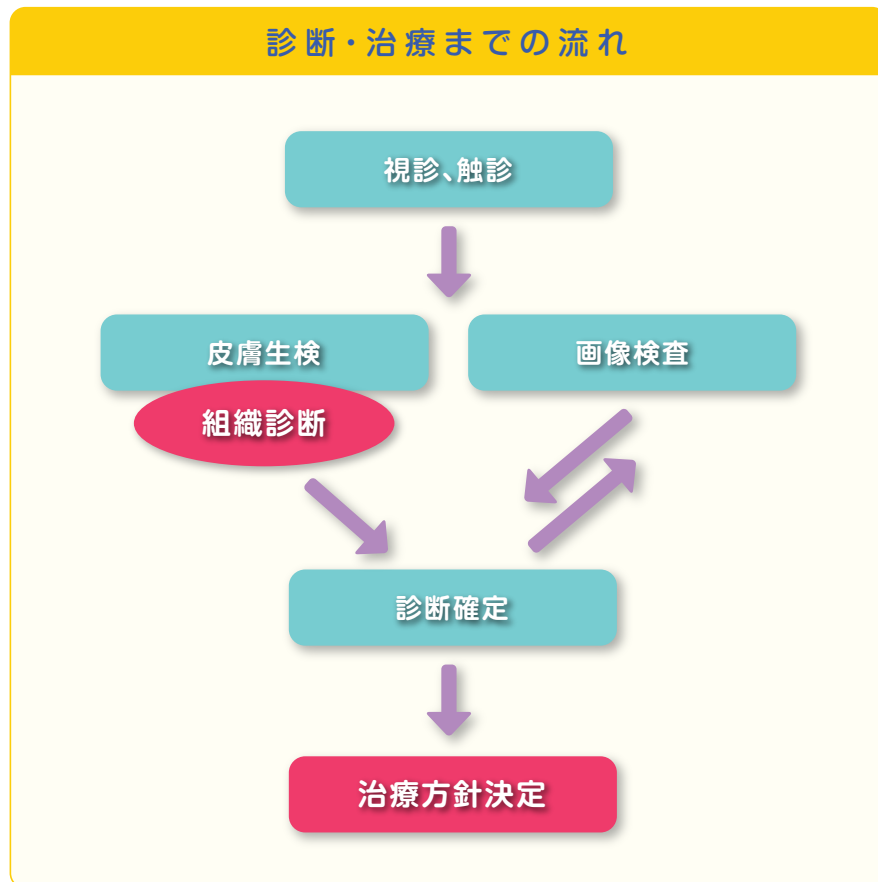 診断・治療までの流れ
視診、触診
皮膚生検
画像検査
組織診断
診断確定
治療方針決定